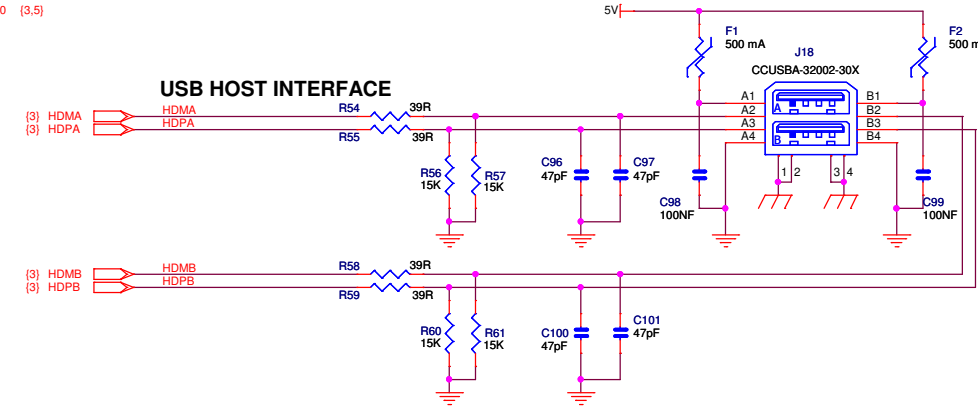 0 {3,5}
5V
F1
500 mA
F2
500 m
J18
CCUSBA-32002-30X
USB HOST INTERFACE
{3} HDMA
HDMA
R54
39R
{3} HDPA
HDPA
R55
39R
A1
A2
A3
A4
A
B
B1
B2
B3
B4
1
2
3
4
R56
15K
R57
15K
C96
47pF
C97
47pF
C98
100NF
C99
100NF
{3} HDMB
HDMB
R58
39R
{3} HDPB
HDPB
R59
39R
R60
15K
R61
15K
C100
47pF
C101
47pF